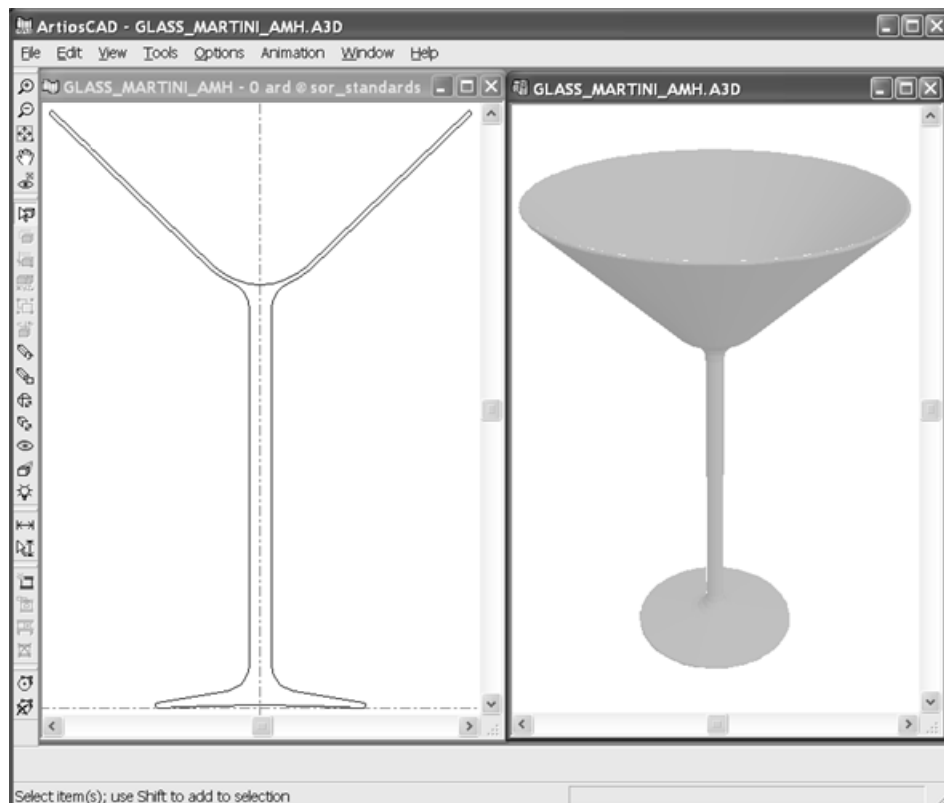 ArtiosCAD - GLASS_MARTINI_AMH.A3D
File Edit View Tools Options Animation Window Help
GLASS_MARTINI_AMH - 0 ard @ sor_standards
GLASS_MARTINI_AMH.A3D
Select item(s); use Shift to add to selection